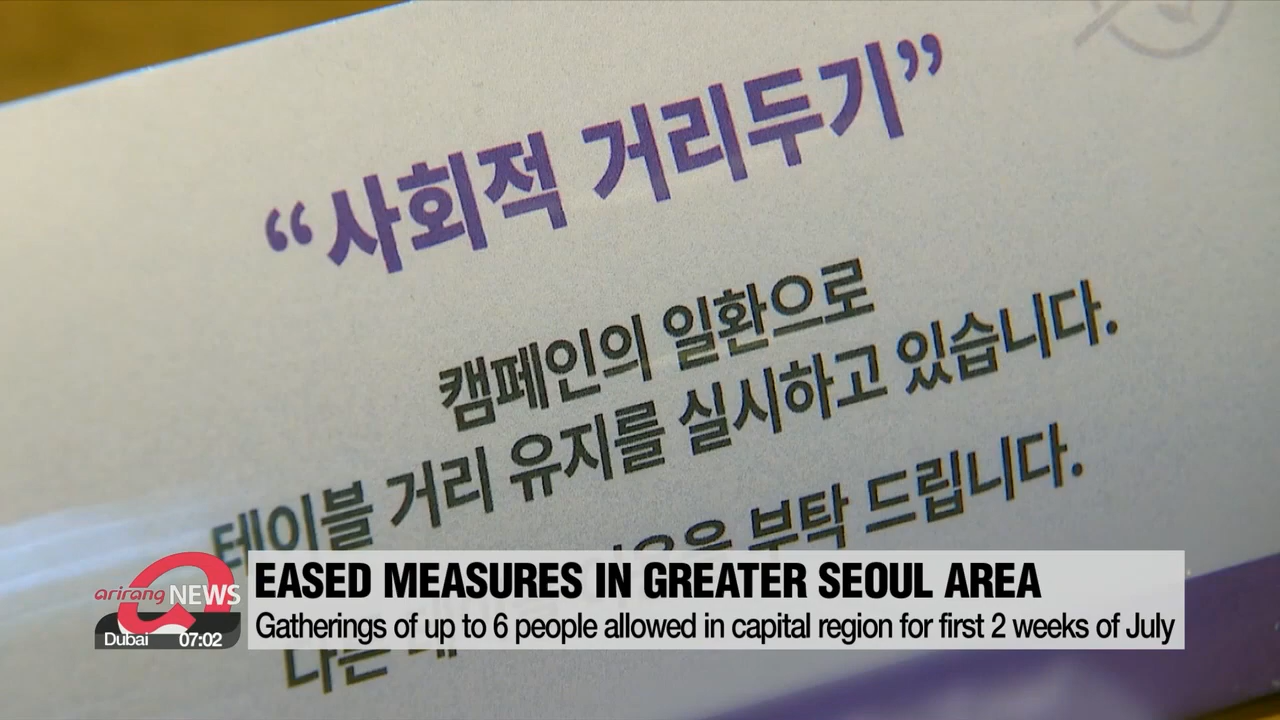 “사회적 거리두기”
캠페인의 일환으로
테이블 거리 유지를 실시하고 있습니다.
부탁 드립니다.
다른
arirang NEWS
Dubai 07:02
EASED MEASURES IN GREATER SEOUL AREA
Gatherings of up to 6 people allowed in capital region for first 2 weeks of July